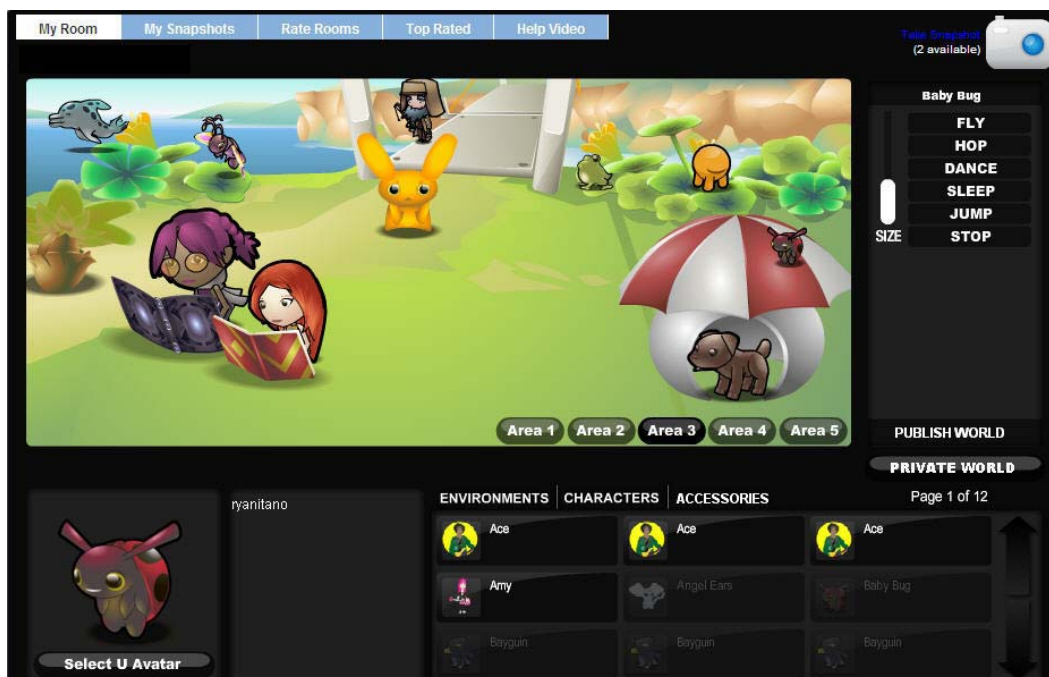 My Room
My Snapshots
Rate Rooms
Top Rated
Help Video
Take Snapshot
(2 available)
Baby Bug
FLY
HOP
DANCE
SLEEP
JUMP
STOP
SIZE
Area 1
Area 2
Area 3
Area 4
Area 5
PUBLISH WORLD
PRIVATE WORLD
ryanitano
ENVIRONMENTS
CHARACTERS
ACCESSORIES
Page 1 of 12
Ace
Ace
Ace
Amy
Angel Ears
Baby Bug
Bayguin
Bayguin
Bayguin
Select U Avatar